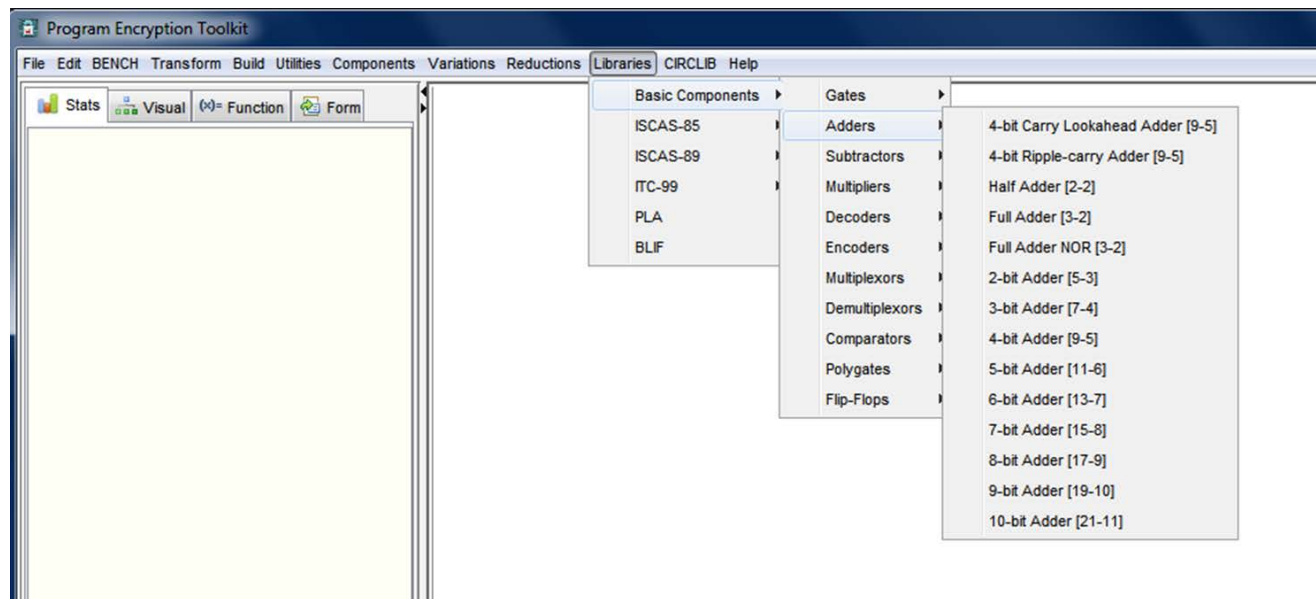 Program Encryption Toolkit
File Edit BENCH Transform Build Utilities Components Variations Reductions Libraries CIRCLIB Help
Stats Visual (x)= Function Form
Basic Components
ISCAS-85
ISCAS-89
ITC-99
PLA
BLIF
Gates
Adders
Subtractors
Multipliers
Decoders
Encoders
Multiplexors
Demultiplexors
Comparators
Polygates
Flip-Flops
4-bit Carry Lookahead Adder [9-5]
4-bit Ripple-carry Adder [9-5]
Half Adder [2-2]
Full Adder [3-2]
Full Adder NOR [3-2]
2-bit Adder [5-3]
3-bit Adder [7-4]
4-bit Adder [9-5]
5-bit Adder [11-6]
6-bit Adder [13-7]
7-bit Adder [15-8]
8-bit Adder [17-9]
9-bit Adder [19-10]
10-bit Adder [21-11]